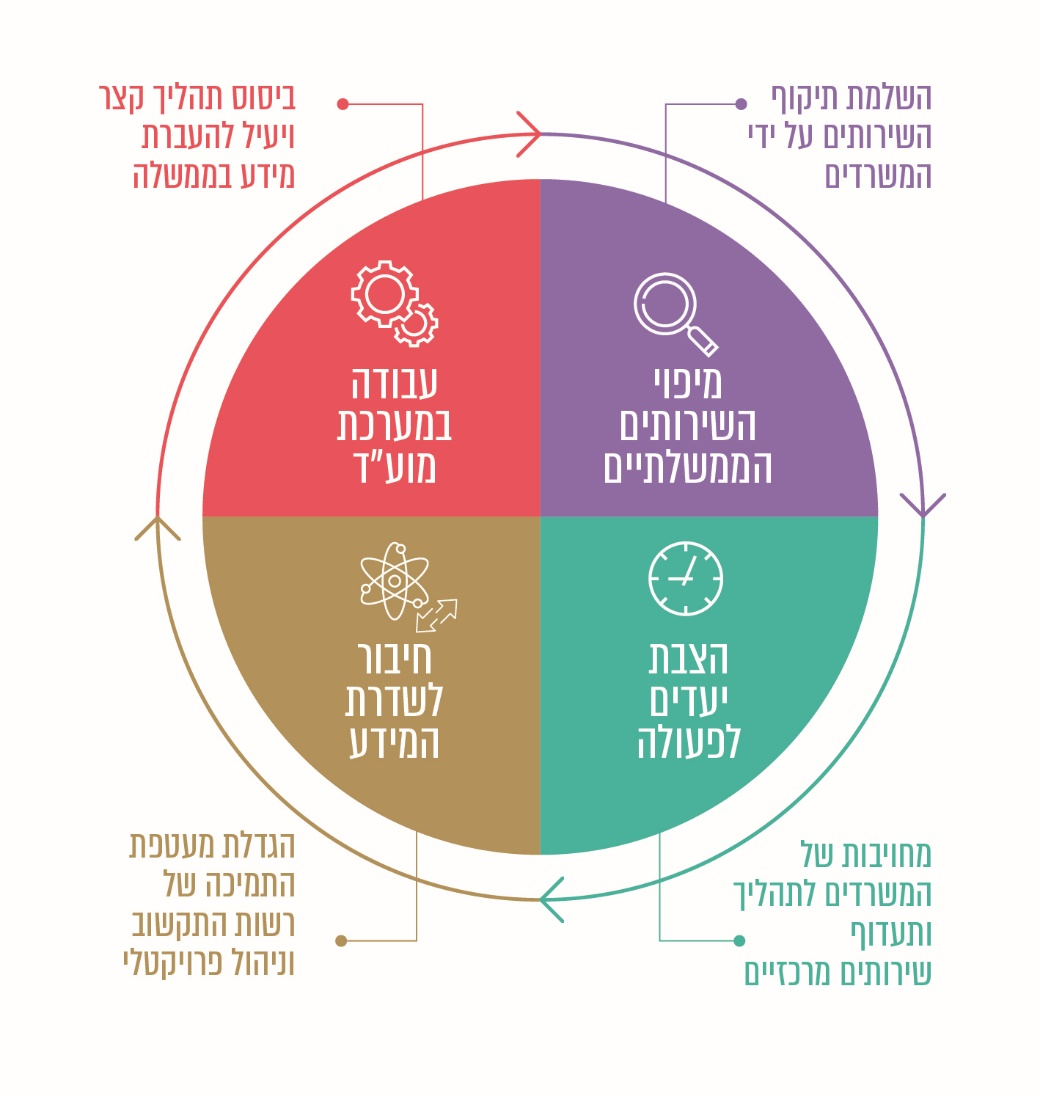 השלמת תיקוף
השירותים על ידי
המשרדים
ביסוס תהליך קצר
ויעיל להעברת
מידע בממשלה
מיפוי
השירותים
הממשלתיים
עבודה
במערכת
מוע"ד
הצבת
יעדים
לפעולה
חיבור
לשדרת
המידע
מחויבות של
המשרדים לתהליך
ותעדוף
שירותים מרכזיים
הגדלת מעטפת
התמיכה של
רשות התקשוב
וניהול פרויקטלי